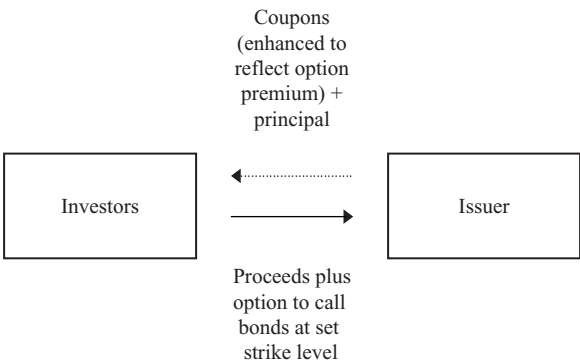 Coupons
(enhanced to
reflect option
premium) +
principal
Investors
Issuer
Proceeds plus
option to call
bonds at set
strike level